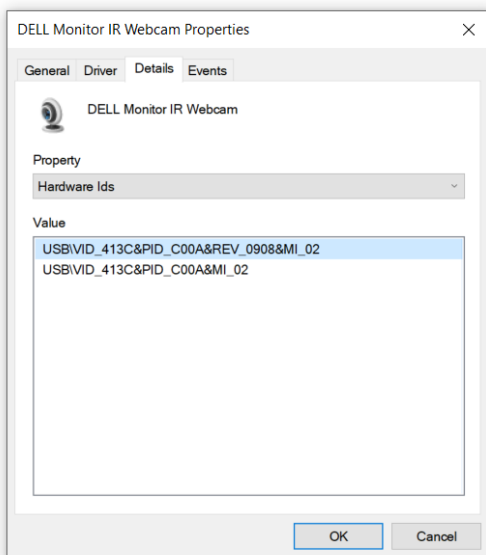 DELL Monitor IR Webcam Properties
General Driver Details Events
DELL Monitor IR Webcam
Property
Hardware Ids
Value
USB\VID_413C&PID_C00A&REV_0908&MI_02
USB\VID_413C&PID_C00A&MI_02
OK Cancel